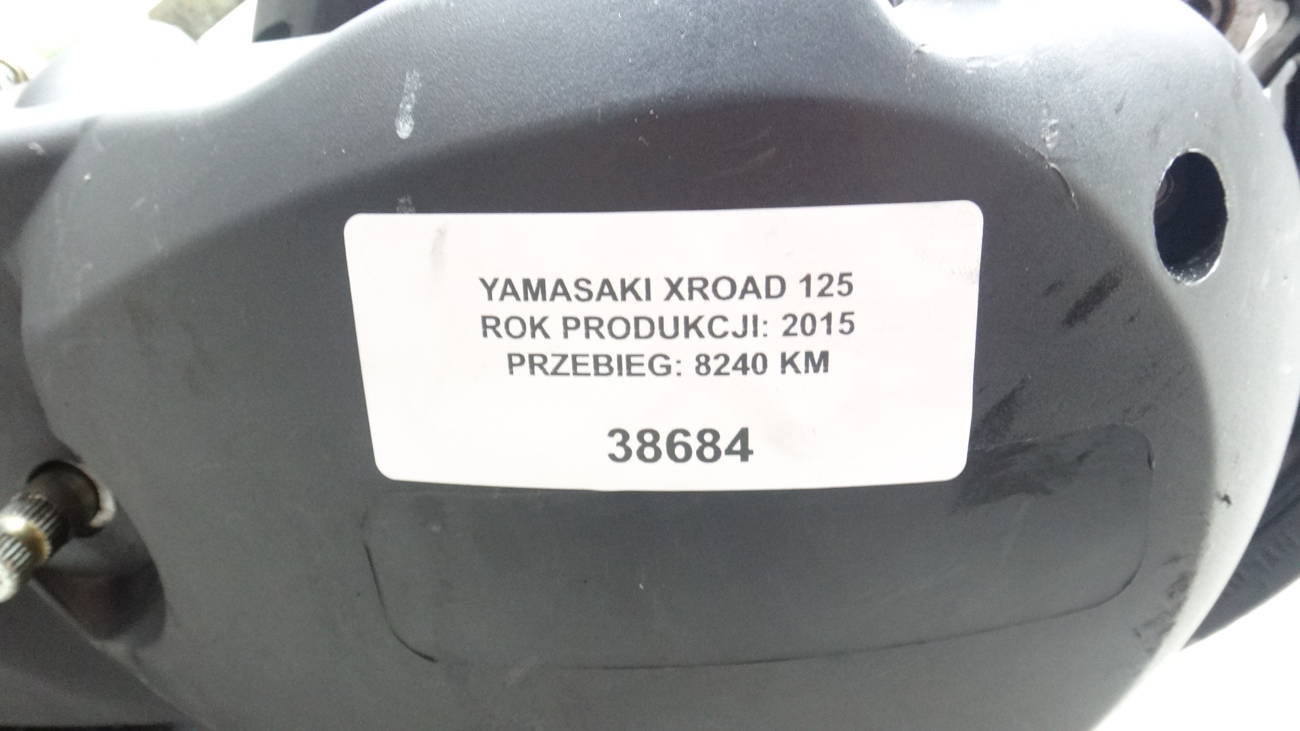 YAMASAKI XROAD 125
ROK PRODUKCJI: 2015
PRZEBIEG: 8240 KM
38684